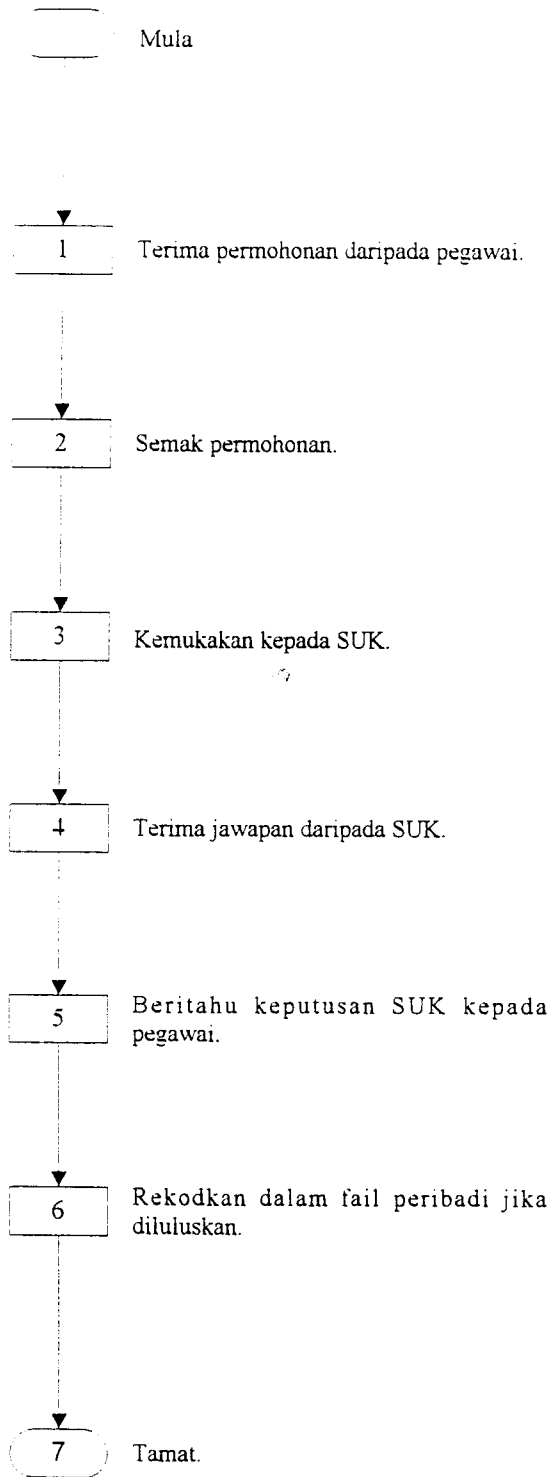 Mula
1 Terima permohonan daripada pegawai.
2 Semak permohonan.
3 Kemukakan kepada SUK.
4 Terima jawapan daripada SUK.
5 Beritahu keputusan SUK kepada
pegawai.
6 Rekodkan dalam fail peribadi jika
diluluskan.
7 Tamat.